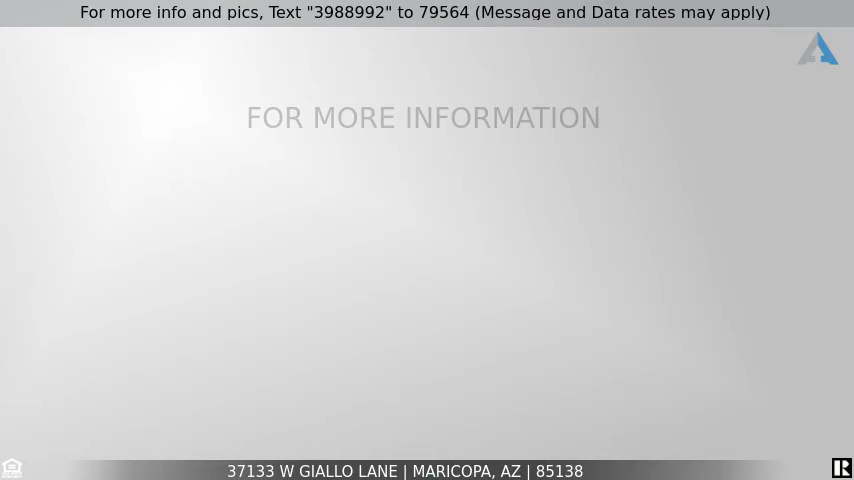 For more info and pics, Text "3988992" to 79564 (Message and Data rates may apply)
FOR MORE INFORMATION
37133 W GIALLO LANE | MARICOPA, AZ | 85138